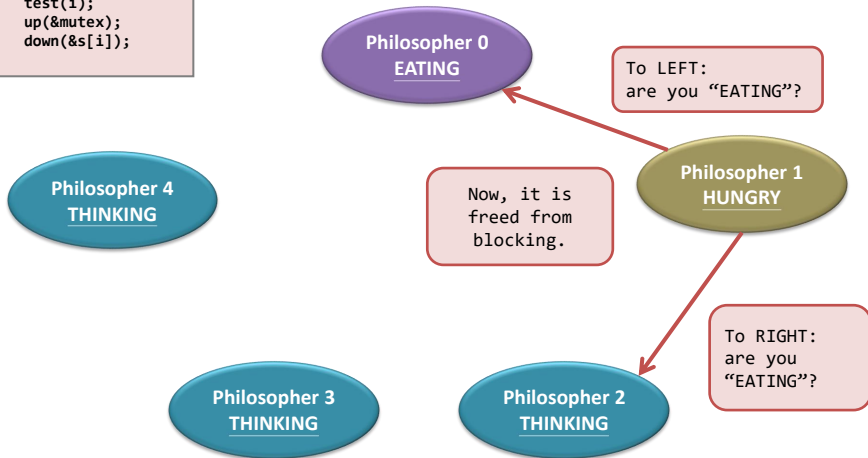 test(i);
up(&mutex);
down(&s[i]);
Philosopher 0
EATING
To LEFT:
are you “EATING”?
Philosopher 4
THINKING
Now, it is
freed from
blocking.
Philosopher 1
HUNGRY
To RIGHT:
are you
“EATING”?
Philosopher 3
THINKING
Philosopher 2
THINKING